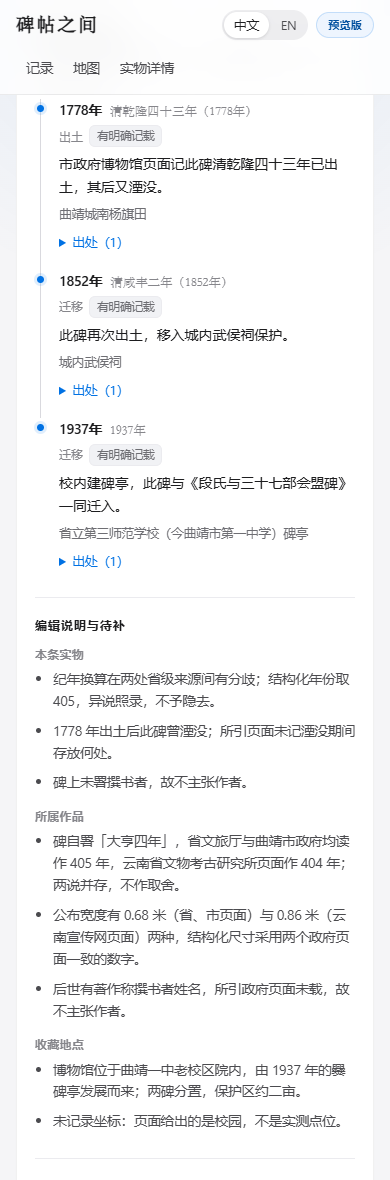 碑帖之间
中文 EN 预览版
记录 地图 实物详情
1778年 清乾隆四十三年（1778年）
出土 有明确记载
市政府博物馆页面记此碑清乾隆四十三年已出
土，其后又湮没。
曲靖城南杨旗田
▶ 出处（1）
1852年 清咸丰二年（1852年）
迁移 有明确记载
此碑再次出土，移入城内武侯祠保护。
城内武侯祠
▶ 出处（1）
1937年 1937年
迁移 有明确记载
校内建碑亭，此碑与《段氏与三十七部会盟碑》
一同迁入。
省立第三师范学校（今曲靖市第一中学）碑亭
▶ 出处（1）
编辑说明与待补
本条实物
• 纪年换算在两处省级来源间有分歧；结构化年份取
405，异说照录，不予隐去。
• 1778 年出土后此碑曾湮没；所引页面未记湮没期间
存放何处。
• 碑上未署撰书者，故不主张作者。
所属作品
• 碑自署「大亨四年」，省文旅厅与曲靖市政府均读
作 405 年，云南省文物考古研究所页面作 404 年；
两说并存，不作取舍。
• 公布宽度有 0.68 米（省、市页面）与 0.86 米（云
南宣传网页面）两种，结构化尺寸采用两个政府页
面一致的数字。
• 后世有著作称撰书者姓名，所引政府页面未载，故
不主张作者。
收藏地点
• 博物馆位于曲靖一中老校区院内，由 1937 年的爨
碑亭发展而来；两碑分置，保护区约二亩。
• 未记录坐标：页面给出的是校园，不是实测点位。